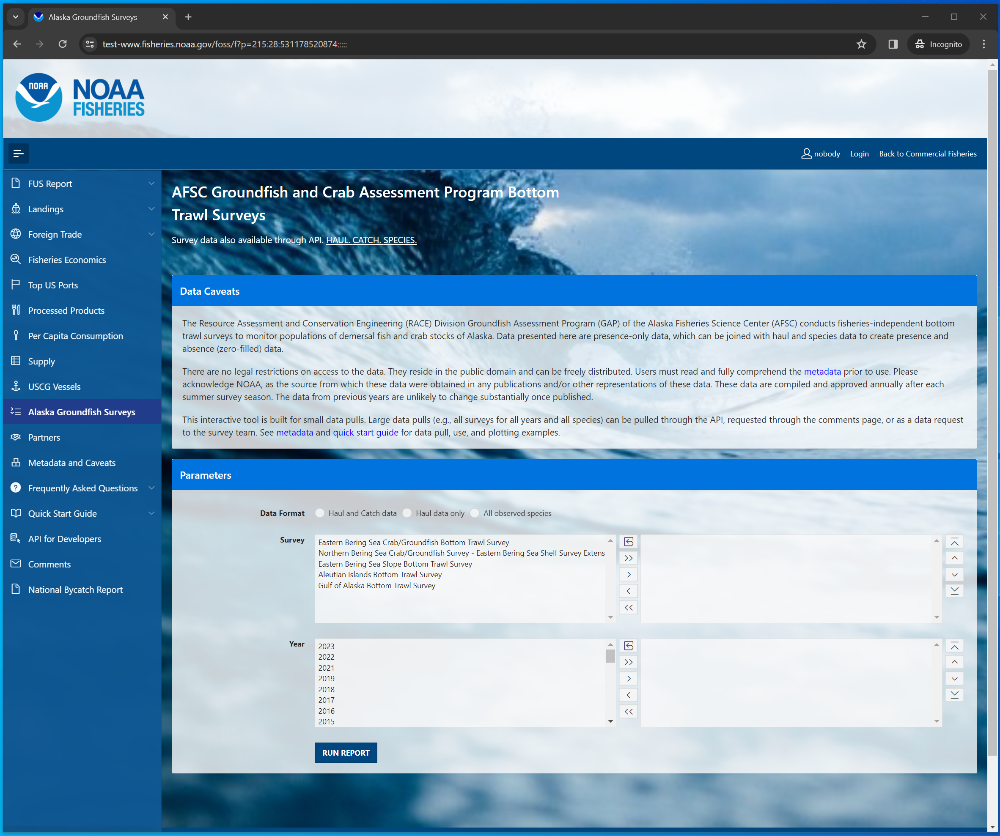 Alaska Groundfish Surveys
test-www.fisheries.noaa.gov/foss/f?p=215:28:531178520874:::::
Incognito
NOAA
NOAA
FISHERIES
nobody
Login
Back to Commercial Fisheries
FUS Report
Landings
Foreign Trade
Fisheries Economics
Top US Ports
Processed Products
Per Capita Consumption
Supply
USCG Vessels
Alaska Groundfish Surveys
Partners
Metadata and Caveats
Frequently Asked Questions
Quick Start Guide
API for Developers
Comments
National Bycatch Report
AFSC Groundfish and Crab Assessment Program Bottom
Trawl Surveys
Survey data also available through API. HAUL. CATCH. SPECIES.
Data Caveats
The Resource Assessment and Conservation Engineering (RACE) Division Groundfish Assessment Program (GAP) of the Alaska Fisheries Science Center (AFSC) conducts fisheries-independent bottom
trawl surveys to monitor populations of demersal fish and crab stocks of Alaska. Data presented here are presence-only data, which can be joined with haul and species data to create presence and
absence (zero-filled) data.
There are no legal restrictions on access to the data. They reside in the public domain and can be freely distributed. Users must read and fully comprehend the metadata prior to use. Please
acknowledge NOAA, as the source from which these data were obtained in any publications and/or other representations of these data. These data are compiled and approved annually after each
summer survey season. The data from previous years are unlikely to change substantially once published.
This interactive tool is built for small data pulls. Large data pulls (e.g., all surveys for all years and all species) can be pulled through the API, requested through the comments page, or as a data request
to the survey team. See metadata and quick start guide for data pull, use, and plotting examples.
Parameters
Data Format
Haul and Catch data
Haul data only
All observed species
Survey
Eastern Bering Sea Crab/Groundfish Bottom Trawl Survey
Northern Bering Sea Crab/Groundfish Survey - Eastern Bering Sea Shelf Survey Extens
Eastern Bering Sea Slope Bottom Trawl Survey
Aleutian Islands Bottom Trawl Survey
Gulf of Alaska Bottom Trawl Survey
Year
2023
2022
2021
2019
2018
2017
2016
2015
RUN REPORT